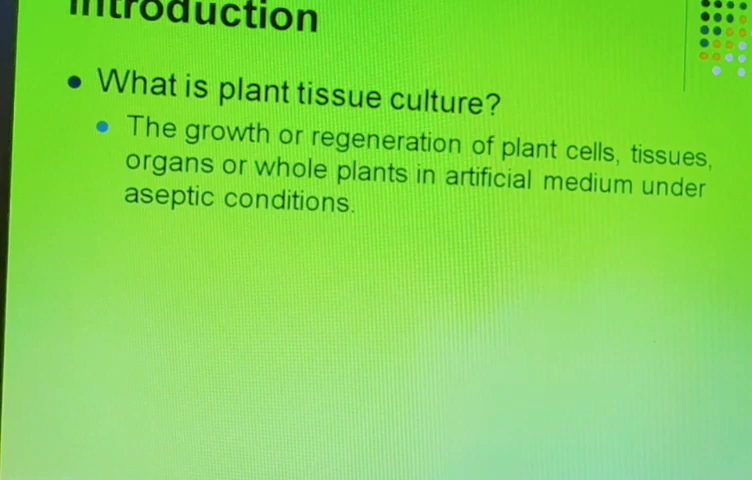 Introduction
• What is plant tissue culture?
• The growth or regeneration of plant cells, tissues,
organs or whole plants in artificial medium under
aseptic conditions.